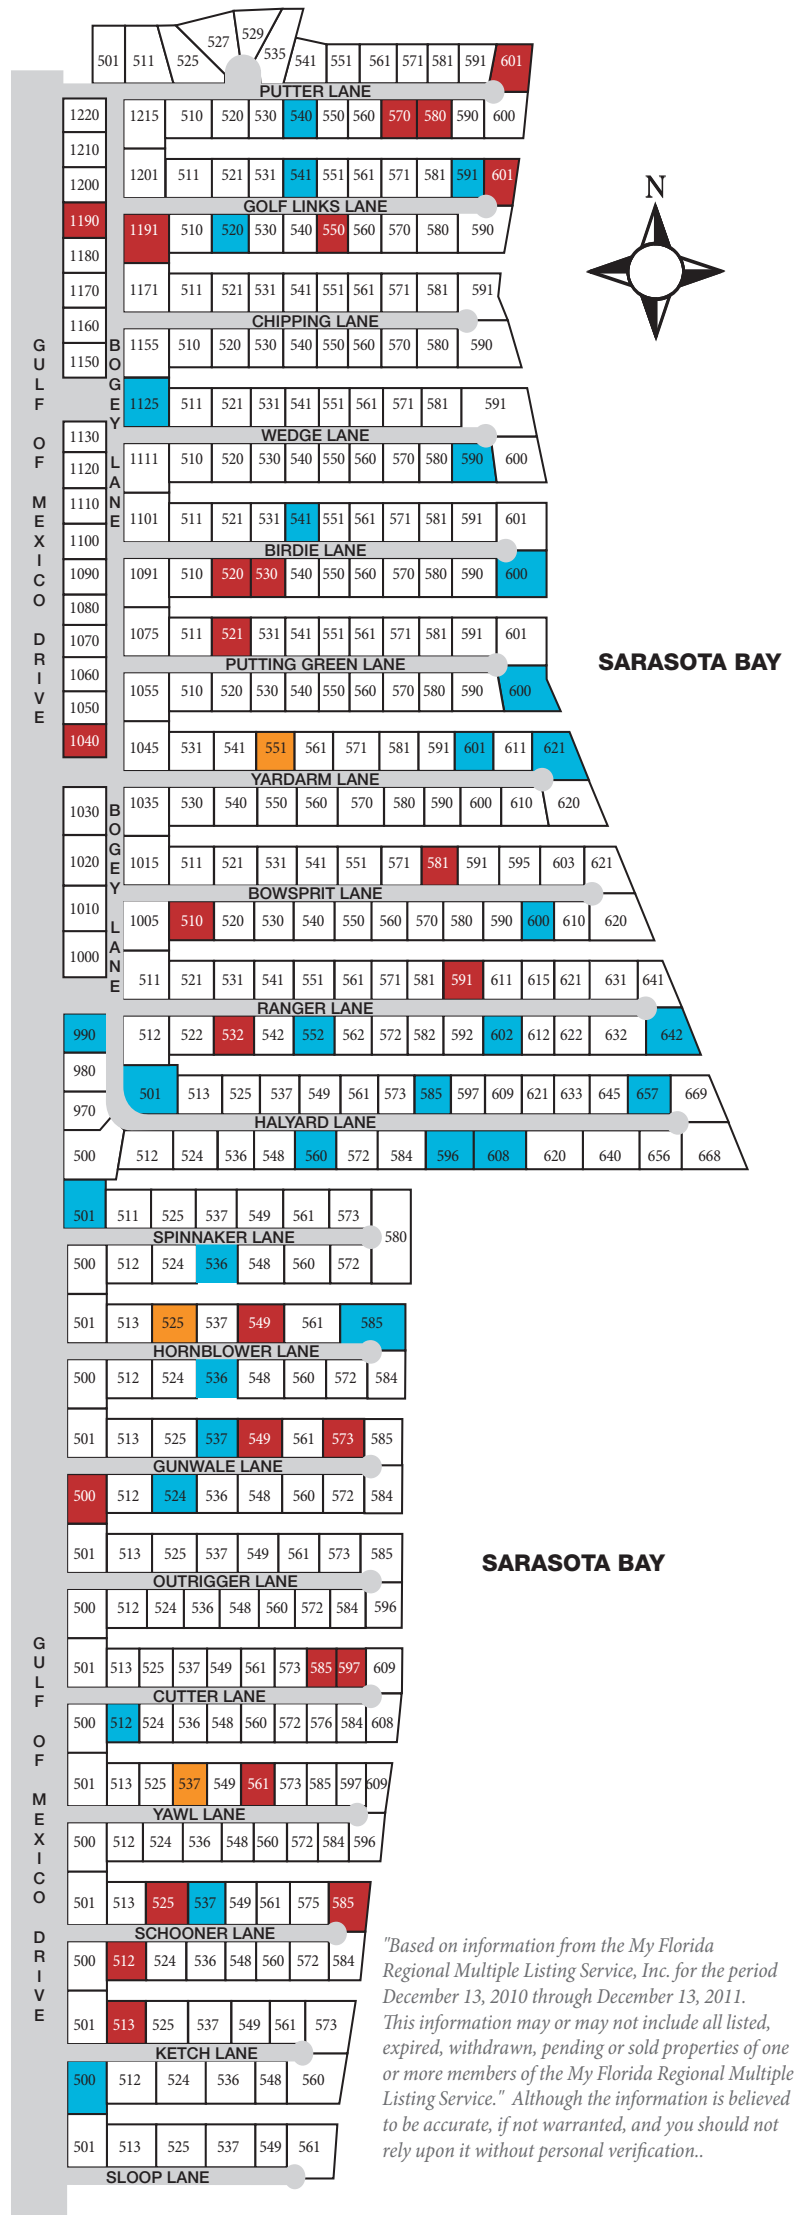 501 511 525 527 529 535 541 551 561 571 581 591 601
PUTTER LANE
1220 1215 510 520 530 540 550 560 570 580 590 600
1210
1200 1201 511 521 531 541 551 561 571 581 591 601
GOLF LINKS LANE
1190 1191 510 520 530 540 550 560 570 580 590
1180
1170 1171 511 521 531 541 551 561 571 581 591
CHIPPING LANE
1160
1150 1155 510 520 530 540 550 560 570 580 590
1125 511 521 531 541 551 561 571 581 591
WEDGE LANE
1130
1120 1111 510 520 530 540 550 560 570 580 590 600
1110 1101 511 521 531 541 551 561 571 581 591 601
1100
BIRDIE LANE
1090 1091 510 520 530 540 550 560 570 580 590 600
1080
1070 1075 511 521 531 541 551 561 571 581 591 601
PUTTING GREEN LANE
1060
1050 1055 510 520 530 540 550 560 570 580 590 600
1040 1045 531 541 551 561 571 581 591 601 611 621
YARDARM LANE
1030 1035 530 540 550 560 570 580 590 600 610 620
1020 1015 511 521 531 541 551 571 581 591 595 603 621
BOWSPRIT LANE
1010 1005 510 520 530 540 550 560 570 580 590 600 610 620
1000 511 521 531 541 551 561 571 581 591 611 615 621 631 641
RANGER LANE
990 512 522 532 542 552 562 572 582 592 602 612 622 632 642
980
970 501 513 525 537 549 561 573 585 597 609 621 633 645 657 669
HALYARD LANE
500 512 524 536 548 560 572 584 596 608 620 640 656 668
BOGEY LANE
BOGEY LANE
GULF OF MEXICO DRIVE
N
SARASOTA BAY
501 511 525 537 549 561 573 580
SPINNAKER LANE
500 512 524 536 548 560 572
501 513 525 537 549 561 585
HORNBLOWER LANE
500 512 524 536 548 560 572 584
501 513 525 537 549 561 573 585
GUNWALE LANE
500 512 524 536 548 560 572 584
501 513 525 537 549 561 573 585
OUTRIGGER LANE
500 512 524 536 548 560 572 584 596
501 513 525 537 549 561 573 585 597 609
CUTTER LANE
500 512 524 536 548 560 572 576 584 608
501 513 525 537 549 561 573 585 597 609
YAWL LANE
500 512 524 536 548 560 572 584 596
501 513 525 537 549 561 575 585
SCHOONER LANE
500 512 524 536 548 560 572 584
501 513 525 537 549 561 573
KETCH LANE
500 512 524 536 548 560
501 513 525 537 549 561
SLOOP LANE
GULF OF MEXICO DRIVE
SARASOTA BAY
"Based on information from the My Florida
Regional Multiple Listing Service, Inc. for the period
December 13, 2010 through December 13, 2011.
This information may or may not include all listed,
expired, withdrawn, pending or sold properties of one
or more members of the My Florida Regional Multiple
Listing Service." Although the information is believed
to be accurate, if not warranted, and you should not
rely upon it without personal verification..